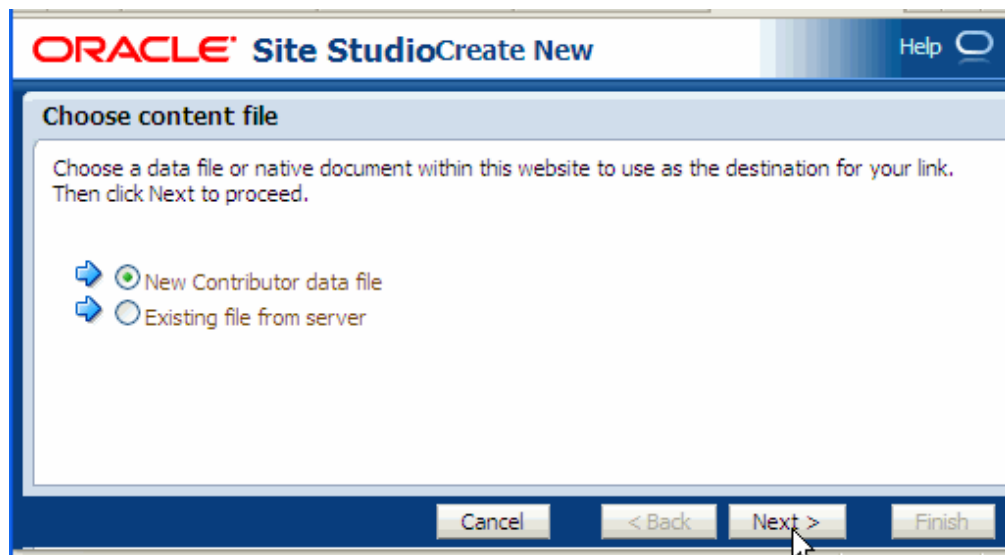 ORACLE Site StudioCreate New
Help
Choose content file
Choose a data file or native document within this website to use as the destination for your link.
Then click Next to proceed.
New Contributor data file
Existing file from server
Cancel
< Back
Next >
Finish